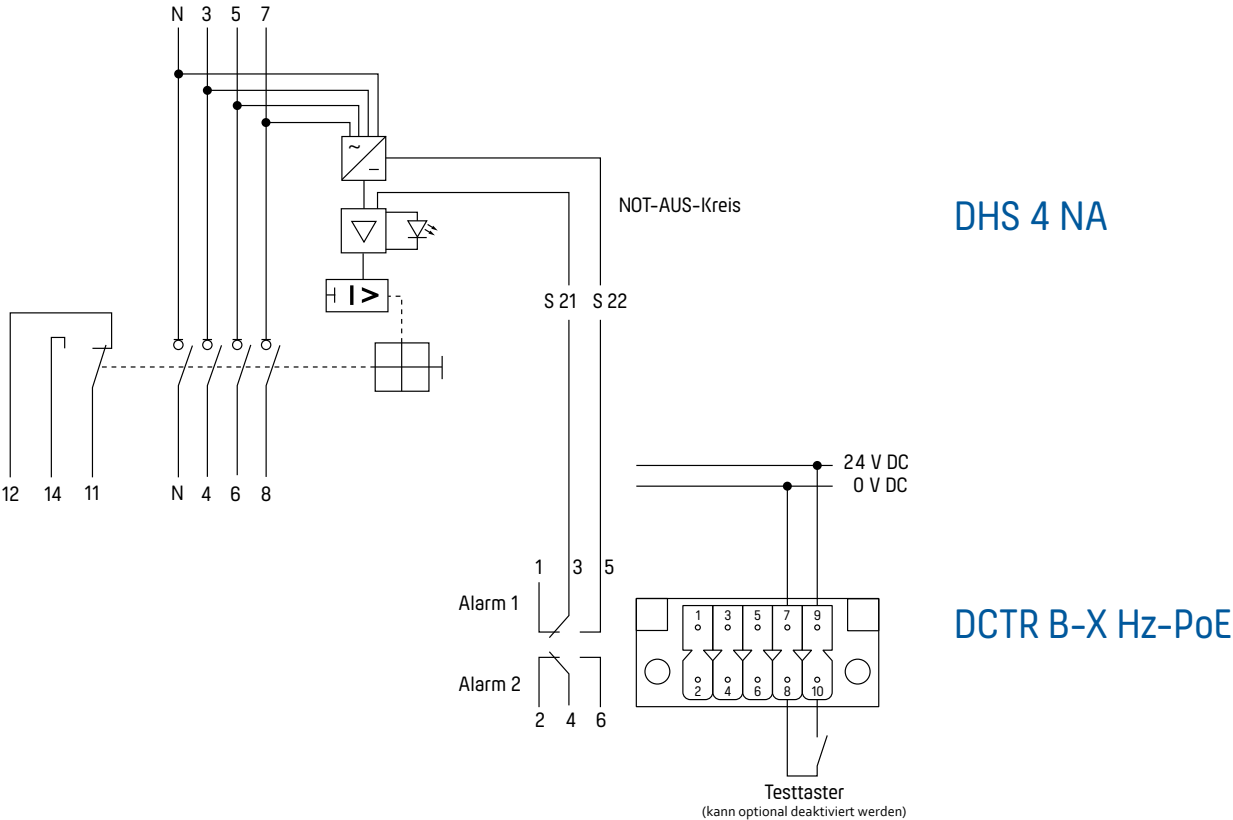 N 3 5 7
~
–
NOT-AUS-Kreis
DHS 4 NA
I >
S 21 S 22
24 V DC
0 V DC
12 14 11 N 4 6 8
1 3 5
Alarm 1
1 3 5 7 9
DCTR B-X Hz-PoE
Alarm 2
2 4 6 8 10
2 4 6
Testtaster
(kann optional deaktiviert werden)